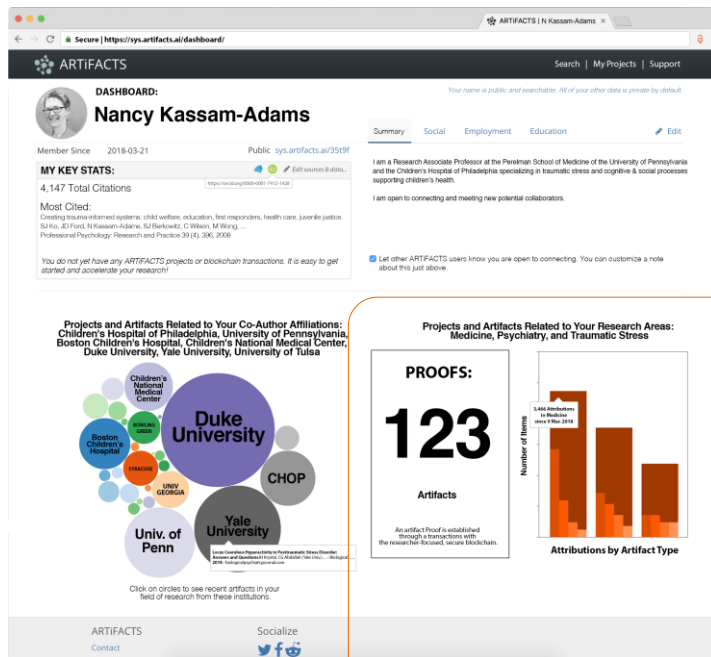 ARTiFACTS | N Kassam-Adams ×
Secure | https://sys.artifacts.ai/dashboard/
ARTiFACTS
Search | My Projects | Support
DASHBOARD:
Nancy Kassam-Adams
Your name is public and searchable. All of your other data is private by default.
Summary Social Employment Education Edit
Member Since 2018-03-21 Public sys.artifacts.ai/35t9f
MY KEY STATS:
Edit sources & data...
4,147 Total Citations
Most Cited:
Creating trauma-informed systems: child welfare, education, first responders, health care, juvenile justice.
SJ Ko, JD Ford, N Kassam-Adams, SJ Berkowitz, C Wilson, M Wong, ...
Professional Psychology: Research and Practice 39 (4), 396, 2008
You do not yet have any ARTiFACTS projects or blockchain transactions. It is easy to get
started and accelerate your research!
I am a Research Associate Professor at the Perelman School of Medicine of the University of Pennsylvania
and the Children's Hospital of Philadelphia specializing in traumatic stress and cognitive & social processes
supporting children's health.
I am open to connecting and meeting new potential collaborators.
Let other ARTiFACTS users know you are open to connecting. You can customize a note
about this just above.
Projects and Artifacts Related to Your Co-Author Affiliations:
Children's Hospital of Philadelphia, University of Pennsylvania,
Boston Children's Hospital, Children's National Medical Center,
Duke University, Yale University, University of Tulsa
Children's
National
Medical
Center
Duke
University
BOWLING
GREEN
Boston
Children's
Hospital
SYRACUSE
UNIV
GEORGIA
CHOP
Yale
University
Univ. of
Penn
Locus Coeruleus Hyperactivity in Posttraumatic Stress Disorder
Click on circles to see recent artifacts in your
field of research from these institutions.
Projects and Artifacts Related to Your Research Areas:
Medicine, Psychiatry, and Traumatic Stress
PROOFS:
123
Artifacts
An artifact Proof is established
through a transactions with
the researcher-focused, secure blockchain.
Number of Items
3,466 Attributions
in Medicine
since 9 Mar. 2018
Attributions by Artifact Type
ARTiFACTS
Contact
Socialize